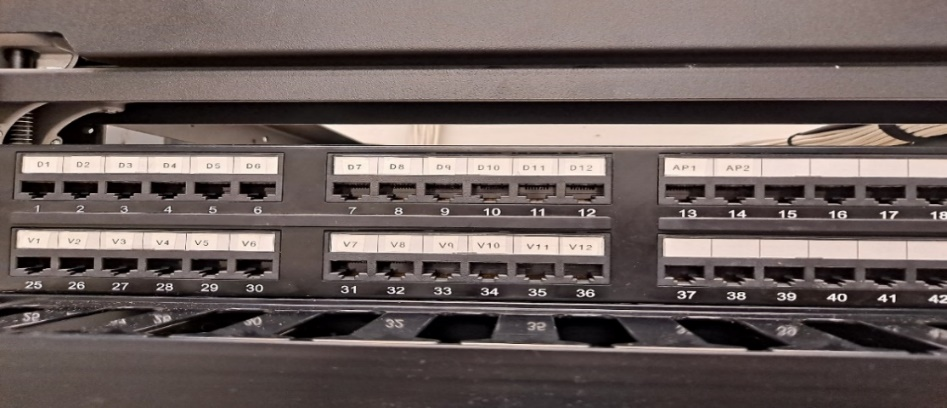 D1 D2 D3 D4 D5 D6 D7 D8 D9 D10 D11 D12 AP1 AP2
1 2 3 4 5 6 7 8 9 10 11 12 13 14 15 16 17 18
V1 V2 V3 V4 V5 V6 V7 V8 V9 V10 V11 V12
25 26 27 28 29 30 31 32 33 34 35 36 37 38 39 40 41 42
32 35